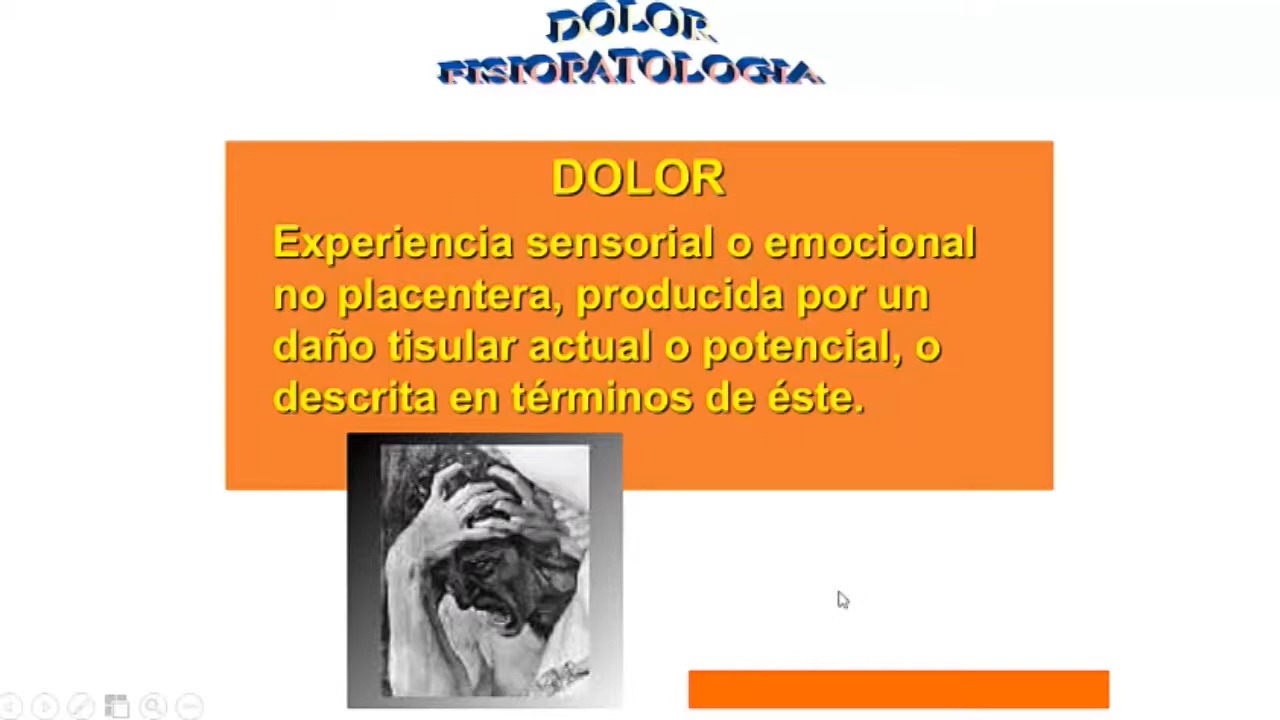 DOLOR
FISIOPATOLOGIA
DOLOR
Experiencia sensorial o emocional
no placentera, producida por un
daño tisular actual o potencial, o
descrita en términos de éste.